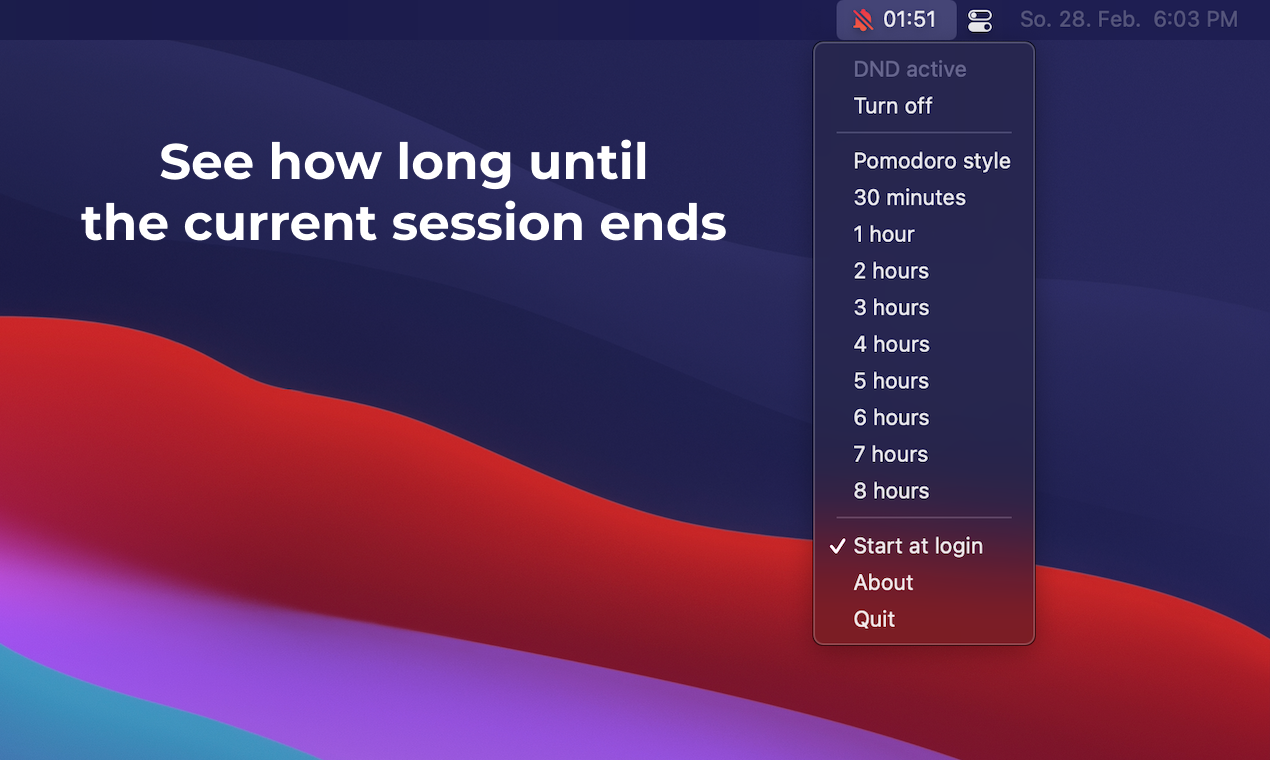 01:51 So. 28. Feb. 6:03 PM
DND active
Turn off
See how long until
the current session ends
Pomodoro style
30 minutes
1 hour
2 hours
3 hours
4 hours
5 hours
6 hours
7 hours
8 hours
Start at login
About
Quit